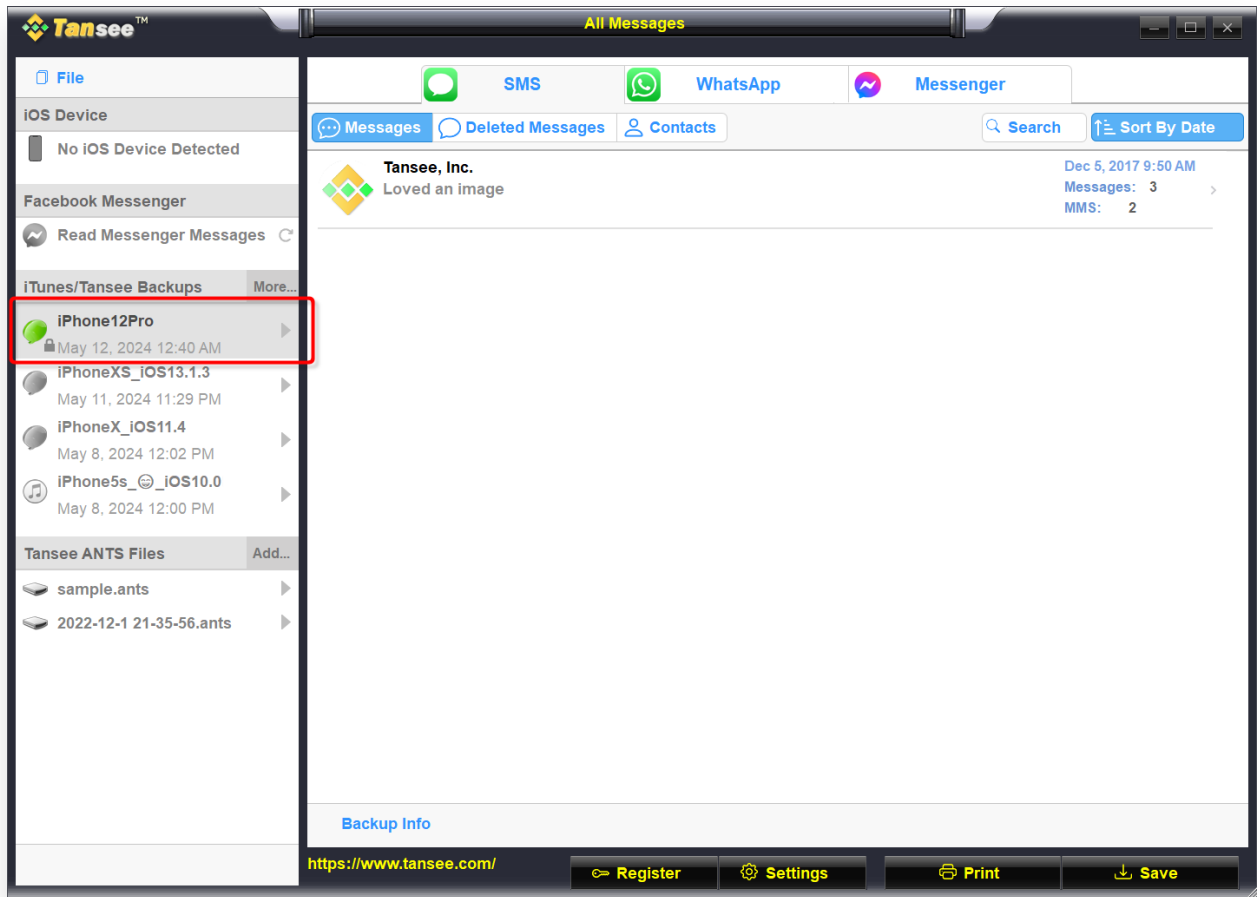 Tansee™
All Messages
File
iOS Device
No iOS Device Detected
Facebook Messenger
Read Messenger Messages
iTunes/Tansee Backups More...
iPhone12Pro
May 12, 2024 12:40 AM
iPhoneXS_iOS13.1.3
May 11, 2024 11:29 PM
iPhoneX_iOS11.4
May 8, 2024 12:02 PM
iPhone5s_😁_iOS10.0
May 8, 2024 12:00 PM
Tansee ANTS Files Add...
sample.ants
2022-12-1 21-35-56.ants
SMS WhatsApp Messenger
Messages Deleted Messages Contacts Search Sort By Date
Tansee, Inc. Dec 5, 2017 9:50 AM
Loved an image Messages: 3
MMS: 2
Backup Info
https://www.tansee.com/ Register Settings Print Save